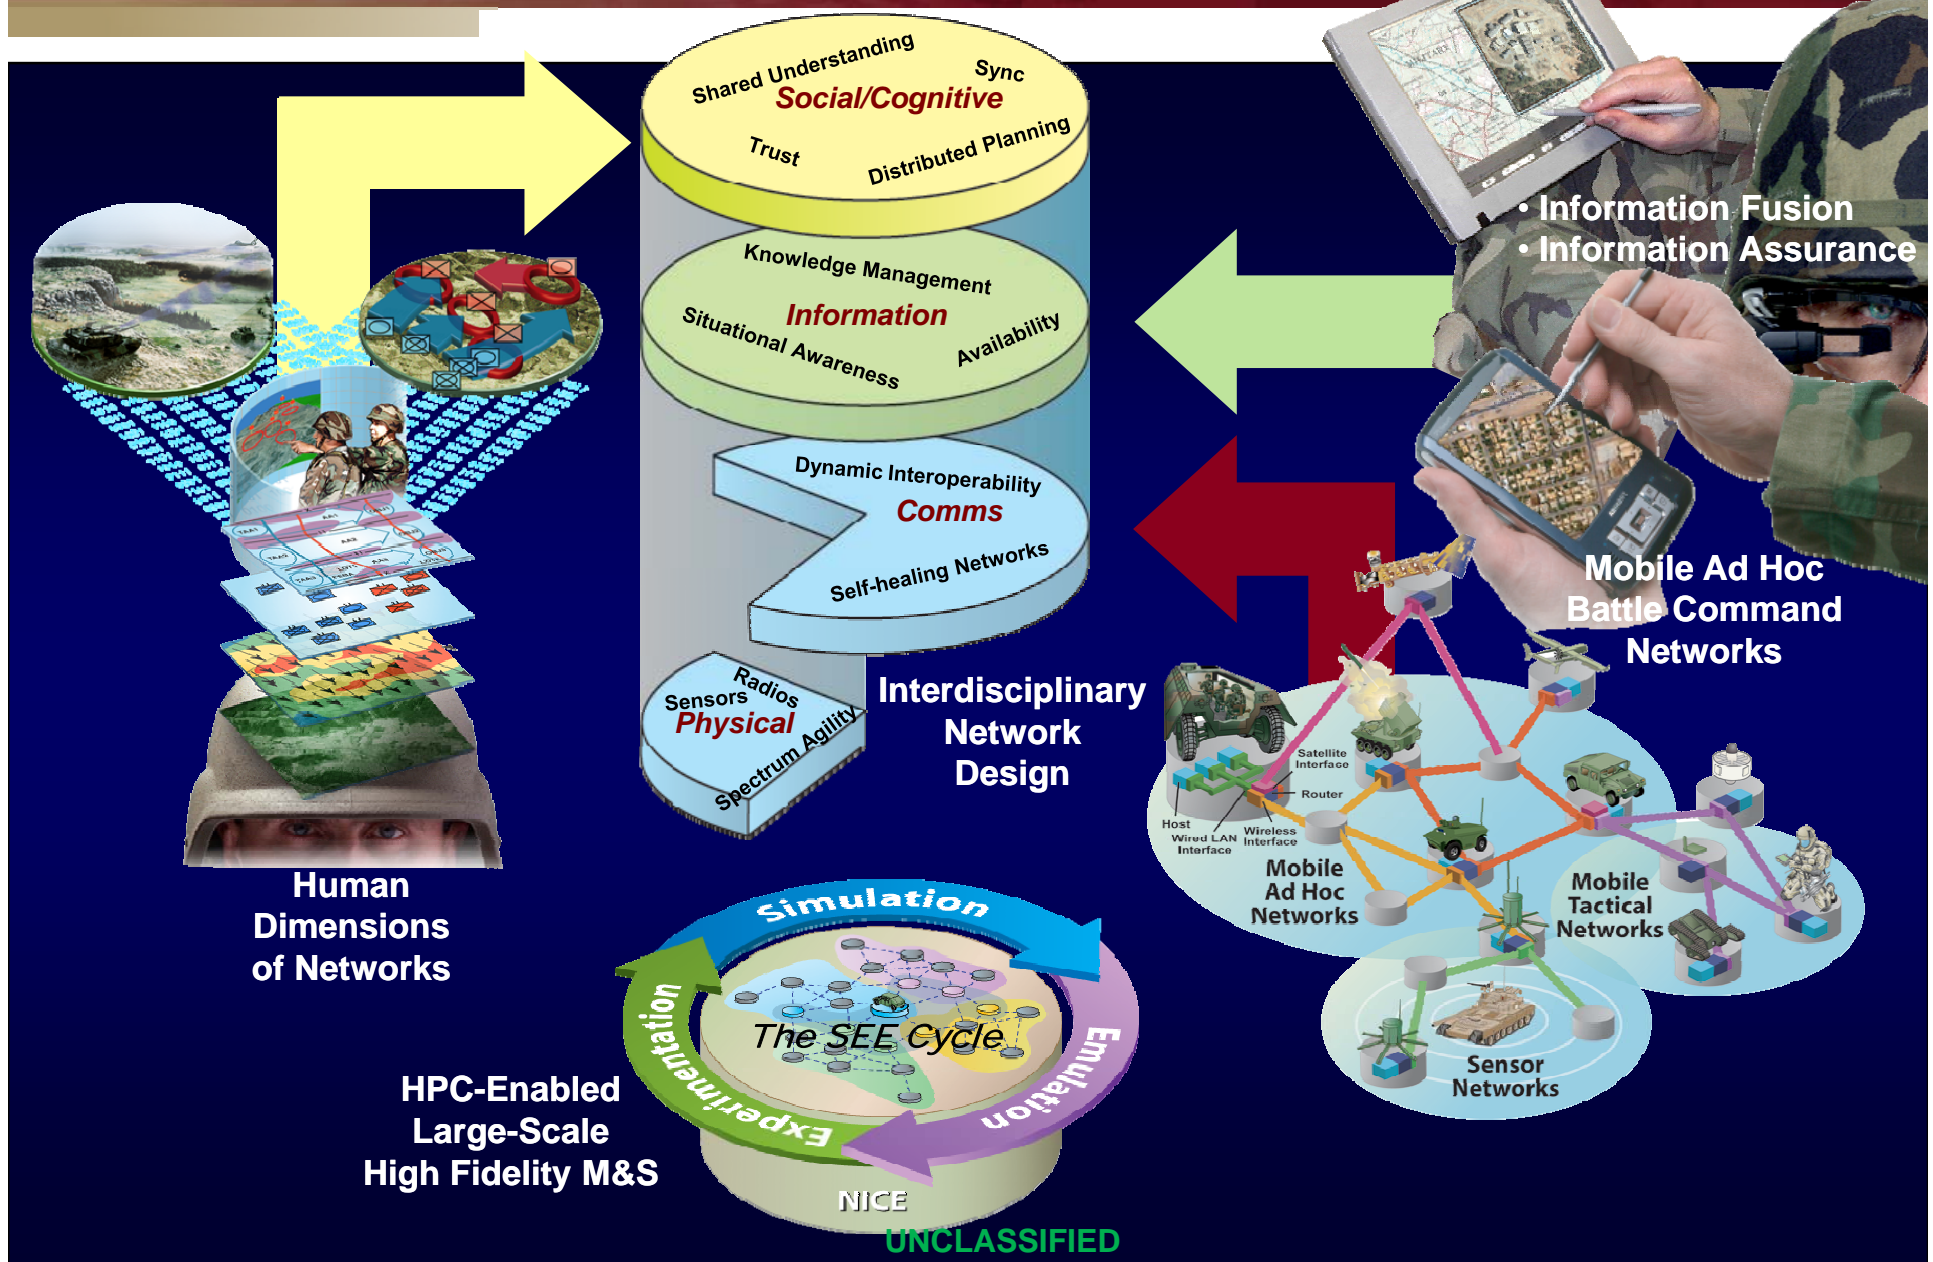 Shared Understanding
Sync
Social/Cognitive
Trust
Distributed Planning
• Information Fusion
• Information Assurance
Knowledge Management
Information
Situational Awareness
Availability
Dynamic Interoperability
Comms
Self-healing Networks
Mobile Ad Hoc
Battle Command
Networks
Radios
Sensors
Physical
Spectrum Agility
Interdisciplinary
Network
Design
Satellite
Interface
Router
Host
Wired LAN
Interface
Wireless
Interface
Mobile
Ad Hoc
Networks
Mobile
Tactical
Networks
Sensor
Networks
Human
Dimensions
of Networks
Simulation
Emulation
Experimentation
The SEE Cycle
HPC-Enabled
Large-Scale
High Fidelity M&S
NICE
UNCLASSIFIED